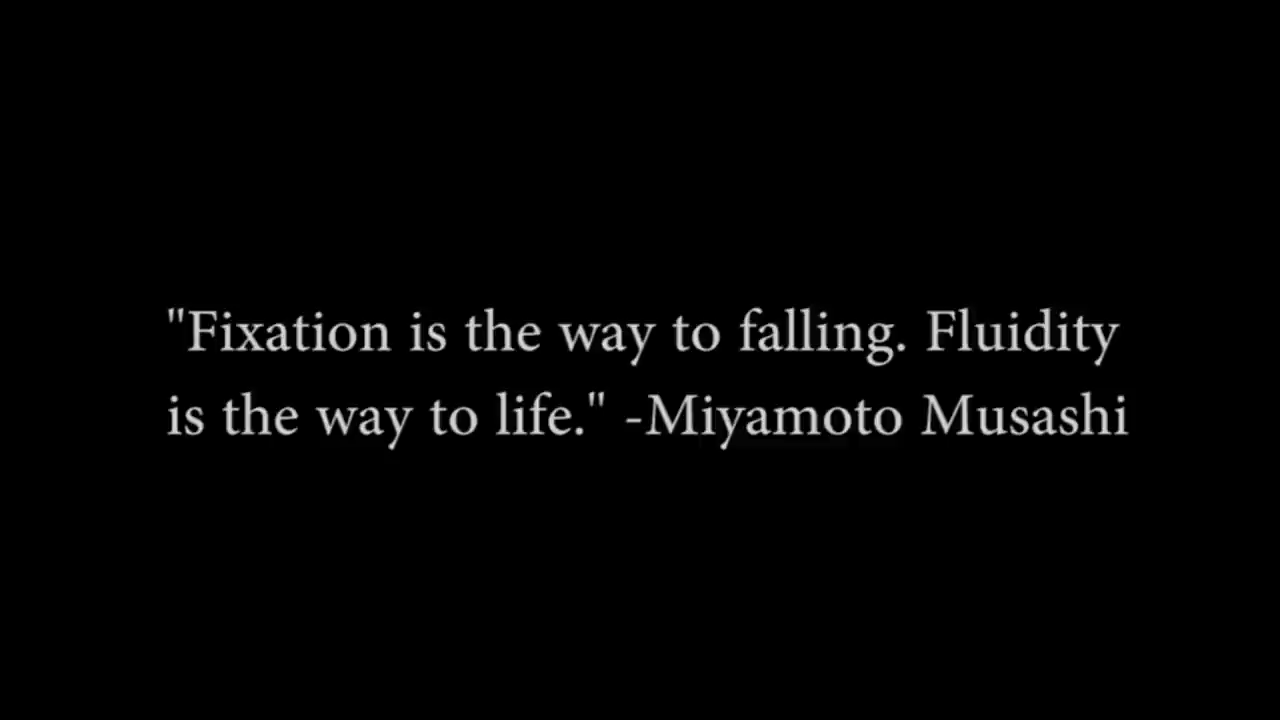 "Fixation is the way to falling. Fluidity
is the way to life." -Miyamoto Musashi